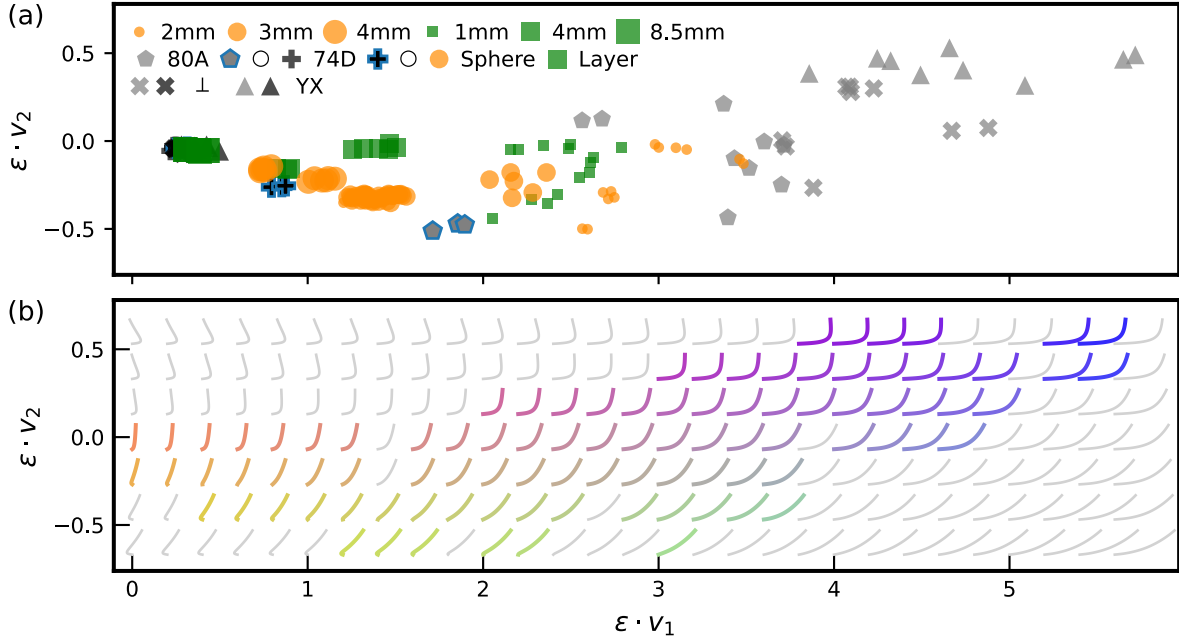 (a)
2mm 3mm 4mm 1mm 4mm 8.5mm
80A 74D Sphere Layer
⊥ YX
0.5
0.0
−0.5
ε · v₂
(b)
0.5
0.0
−0.5
ε · v₂
0 1 2 3 4 5
ε · v₁